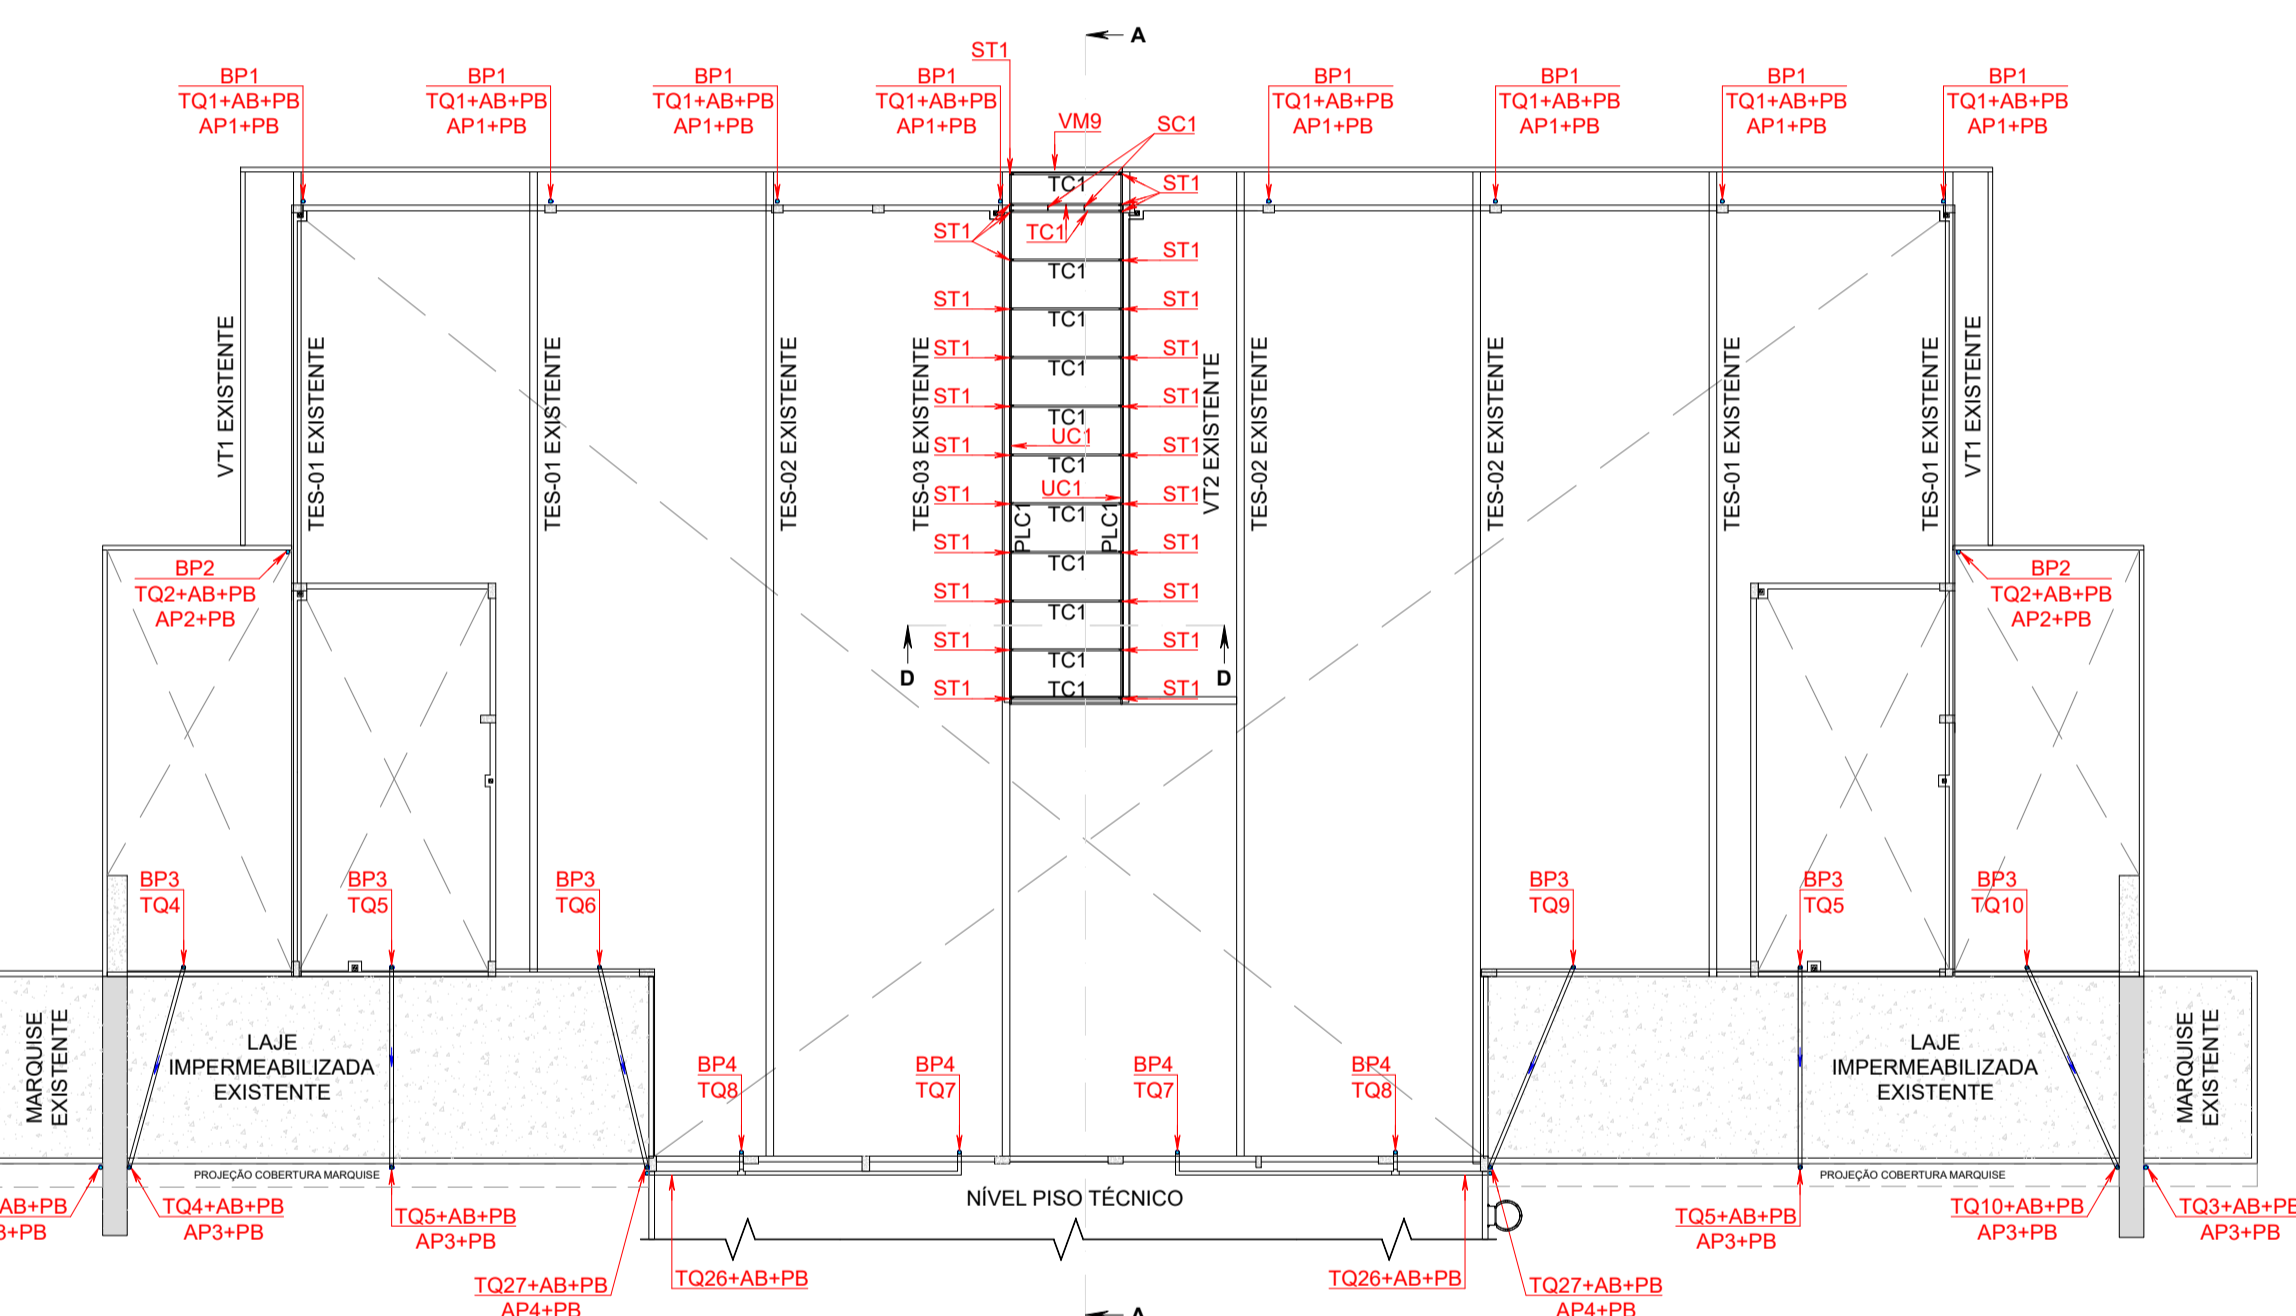 A
ST1
BP1
TQ1+AB+PB
AP1+PB
BP1
TQ1+AB+PB
AP1+PB
BP1
TQ1+AB+PB
AP1+PB
BP1
TQ1+AB+PB
AP1+PB
BP1
TQ1+AB+PB
AP1+PB
BP1
TQ1+AB+PB
AP1+PB
BP1
TQ1+AB+PB
AP1+PB
BP1
TQ1+AB+PB
AP1+PB
VM9
SC1
TC1
ST1
ST1
TC1
ST1
TC1
ST1
ST1
TC1
ST1
ST1
TC1
ST1
ST1
TC1
UC1
ST1
ST1
TC1
UC1
ST1
ST1
TC1
PLC1
PLC1
ST1
ST1
TC1
ST1
ST1
TC1
ST1
ST1
TC1
ST1
ST1
TC1
D
D
VT1 EXISTENTE
TES-01 EXISTENTE
TES-01 EXISTENTE
TES-02 EXISTENTE
TES-03 EXISTENTE
VT2 EXISTENTE
TES-02 EXISTENTE
TES-02 EXISTENTE
TES-01 EXISTENTE
TES-01 EXISTENTE
VT1 EXISTENTE
BP2
TQ2+AB+PB
AP2+PB
BP2
TQ2+AB+PB
AP2+PB
BP3
TQ4
BP3
TQ5
BP3
TQ6
BP3
TQ9
BP3
TQ5
BP3
TQ10
MARQUISE
EXISTENTE
LAJE
IMPERMEABILIZADA
EXISTENTE
BP4
TQ8
BP4
TQ7
BP4
TQ7
BP4
TQ8
LAJE
IMPERMEABILIZADA
EXISTENTE
MARQUISE
EXISTENTE
PROJEÇÃO COBERTURA MARQUISE
PROJEÇÃO COBERTURA MARQUISE
NÍVEL PISO TÉCNICO
AB+PB
3+PB
TQ4+AB+PB
AP3+PB
TQ5+AB+PB
AP3+PB
TQ5+AB+PB
AP3+PB
TQ10+AB+PB
AP3+PB
TQ3+AB+PB
AP3+PB
TQ27+AB+PB
AP4+PB
TQ26+AB+PB
TQ26+AB+PB
TQ27+AB+PB
AP4+PB
A